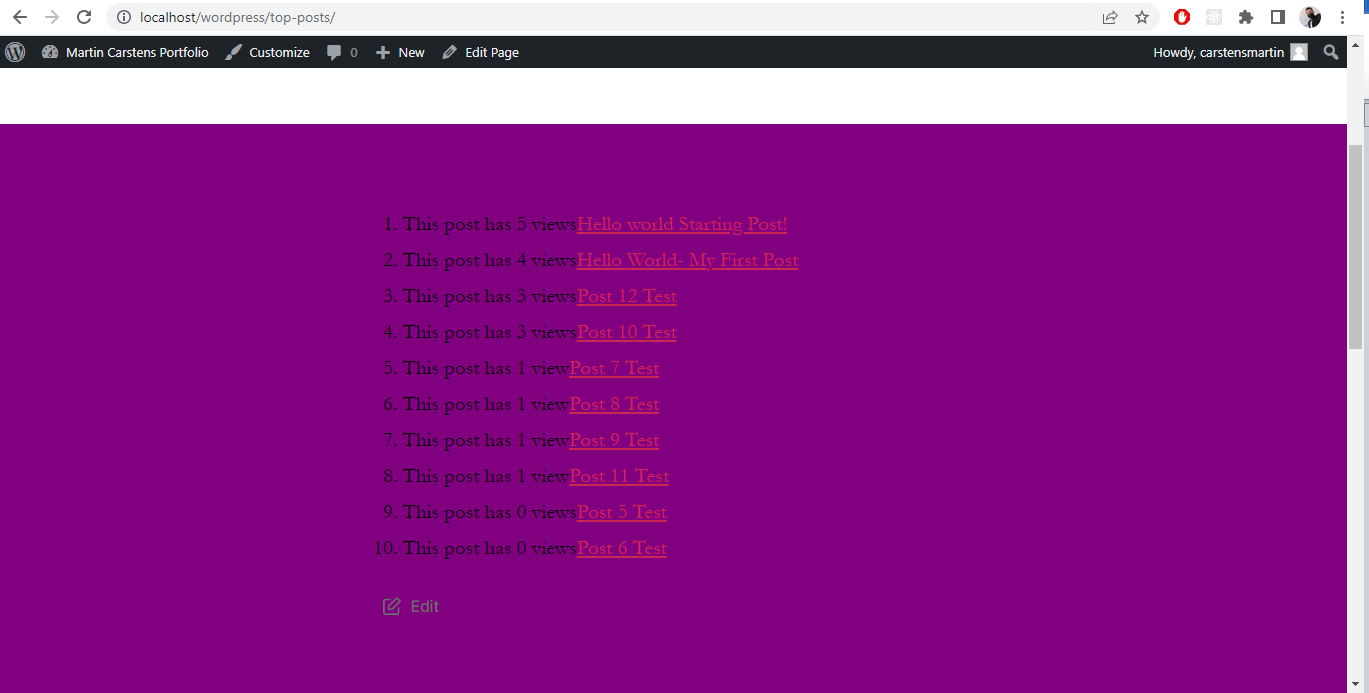 localhost/wordpress/top-posts/
Martin Carstens Portfolio Customize 0 New Edit Page Howdy, carstensmartin
1. This post has 5 viewsHello world Starting Post!
2. This post has 4 viewsHello World- My First Post
3. This post has 3 viewsPost 12 Test
4. This post has 3 viewsPost 10 Test
5. This post has 1 viewPost 7 Test
6. This post has 1 viewPost 8 Test
7. This post has 1 viewPost 9 Test
8. This post has 1 viewPost 11 Test
9. This post has 0 viewsPost 5 Test
10. This post has 0 viewsPost 6 Test
Edit